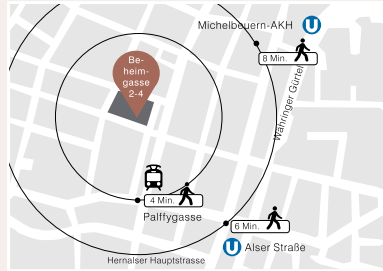 Michelbeuern-AKH U
8 Min.
Be-
heim-
gasse
2-4
Währinger Gürtel
4 Min.
Palffygasse
6 Min.
U Alser Straße
Hernalser Hauptstrasse